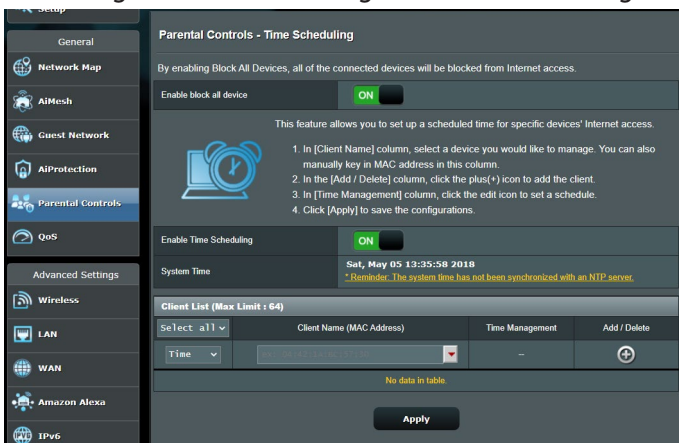 Setup
General
Network Map
AiMesh
Guest Network
AiProtection
Parental Controls
QoS
Advanced Settings
Wireless
LAN
WAN
Amazon Alexa
IPv6
Parental Controls - Time Scheduling
By enabling Block All Devices, all of the connected devices will be blocked from Internet access.
Enable block all device ON
This feature allows you to set up a scheduled time for specific devices' Internet access.
1. In [Client Name] column, select a device you would like to manage. You can also
manually key in MAC address in this column.
2. In the [Add / Delete] column, click the plus(+) icon to add the client.
3. In [Time Management] column, click the edit icon to set a schedule.
4. Click [Apply] to save the configurations.
Enable Time Scheduling ON
System Time Sat, May 05 13:35:58 2018
* Reminder: The system time has not been synchronized with an NTP server.
Client List (Max Limit : 64)
Select all Client Name (MAC Address) Time Management Add / Delete
Time –
No data in table.
Apply